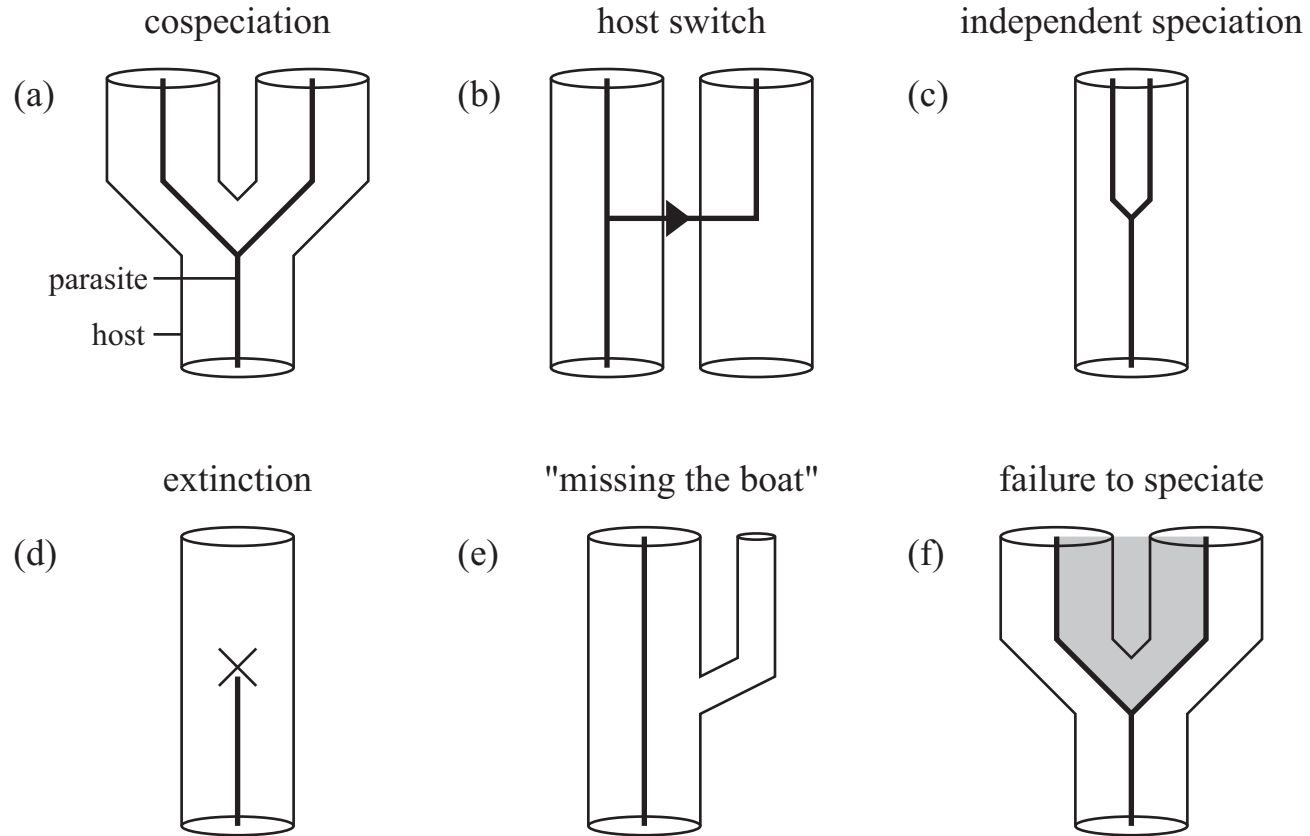 cospeciation
host switch
independent speciation
(a)
(b)
(c)
parasite
host
extinction
"missing the boat"
failure to speciate
(d)
(e)
(f)